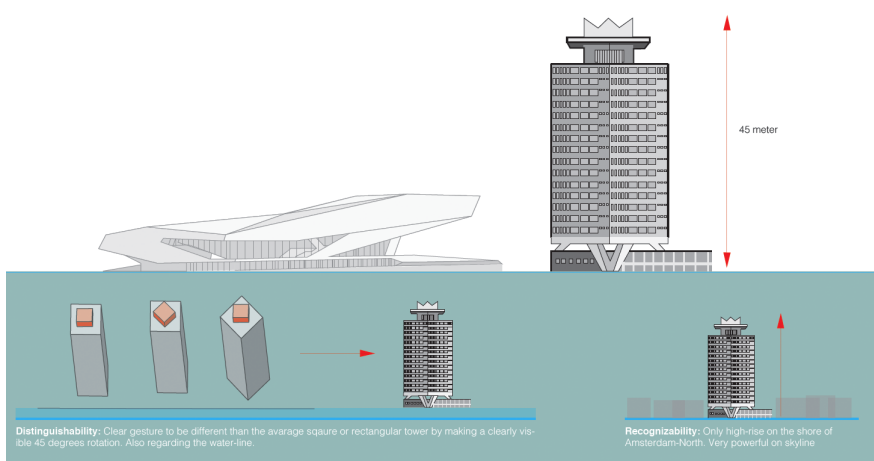 45 meter
Distinguishability: Clear gesture to be different than the avarage sqaure or rectangular tower by making a clearly vis-
ible 45 degrees rotation. Also regarding the water-line.
Recognizability: Only high-rise on the shore of
Amsterdam-North. Very powerful on skyline